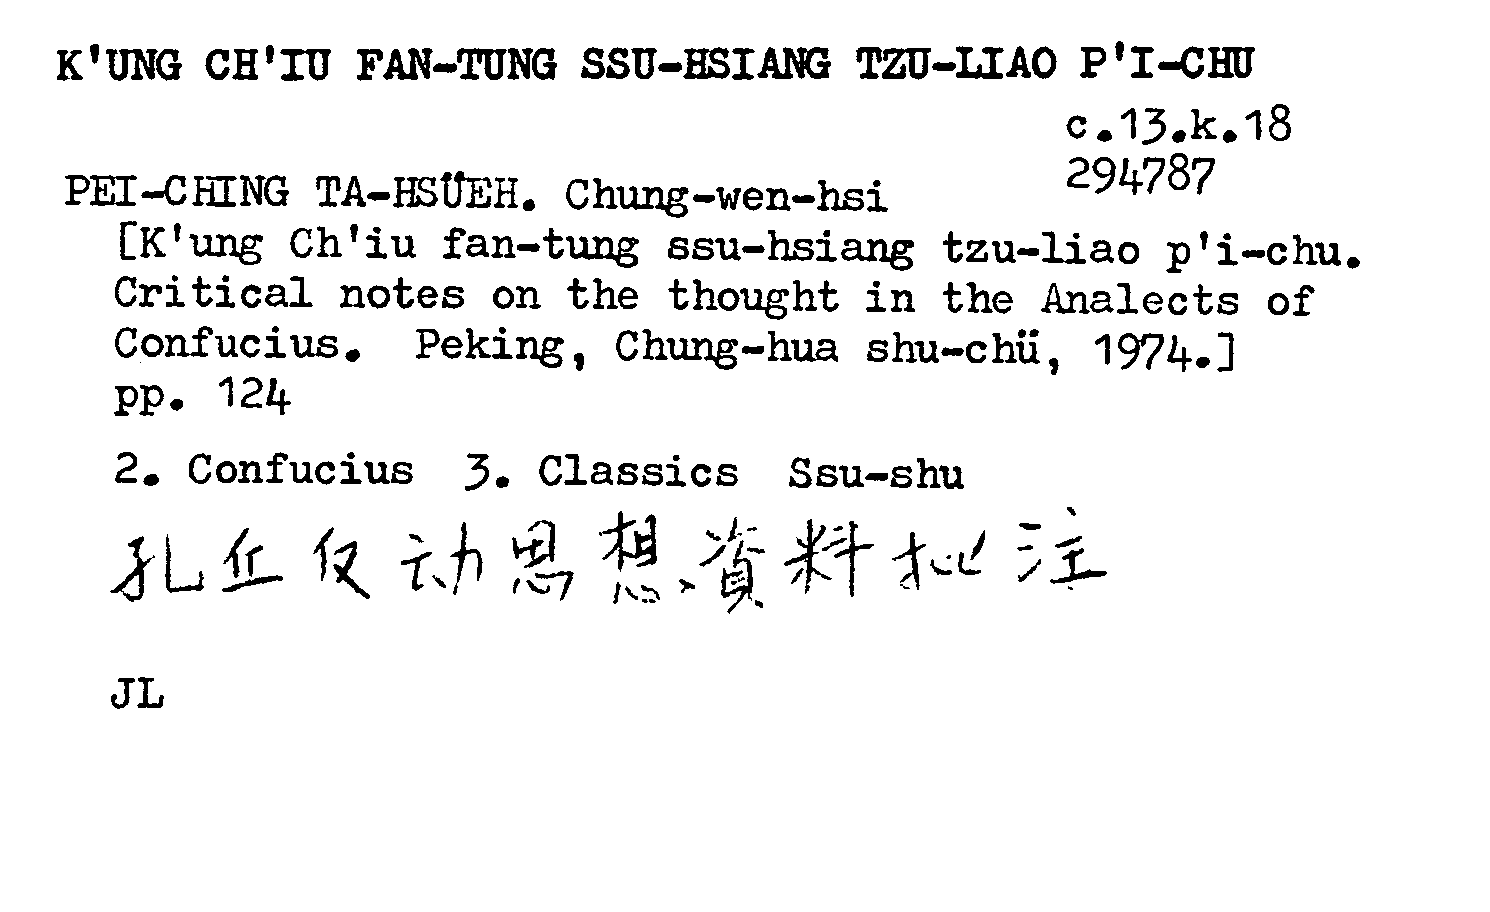 K'UNG CH'IU FAN-TUNG SSU-HSIANG TZU-LIAO P'I-CHU
c.13.k.18
294787
PEI-CHING TA-HSÜEH. Chung-wen-hsi
[K'ung Ch'iu fan-tung ssu-hsiang tzu-liao p'i-chu.
Critical notes on the thought in the Analects of
Confucius. Peking, Chung-hua shu-chü, 1974.]
pp. 124
2. Confucius 3. Classics Ssu-shu
孔丘反动思想資料批注
JL